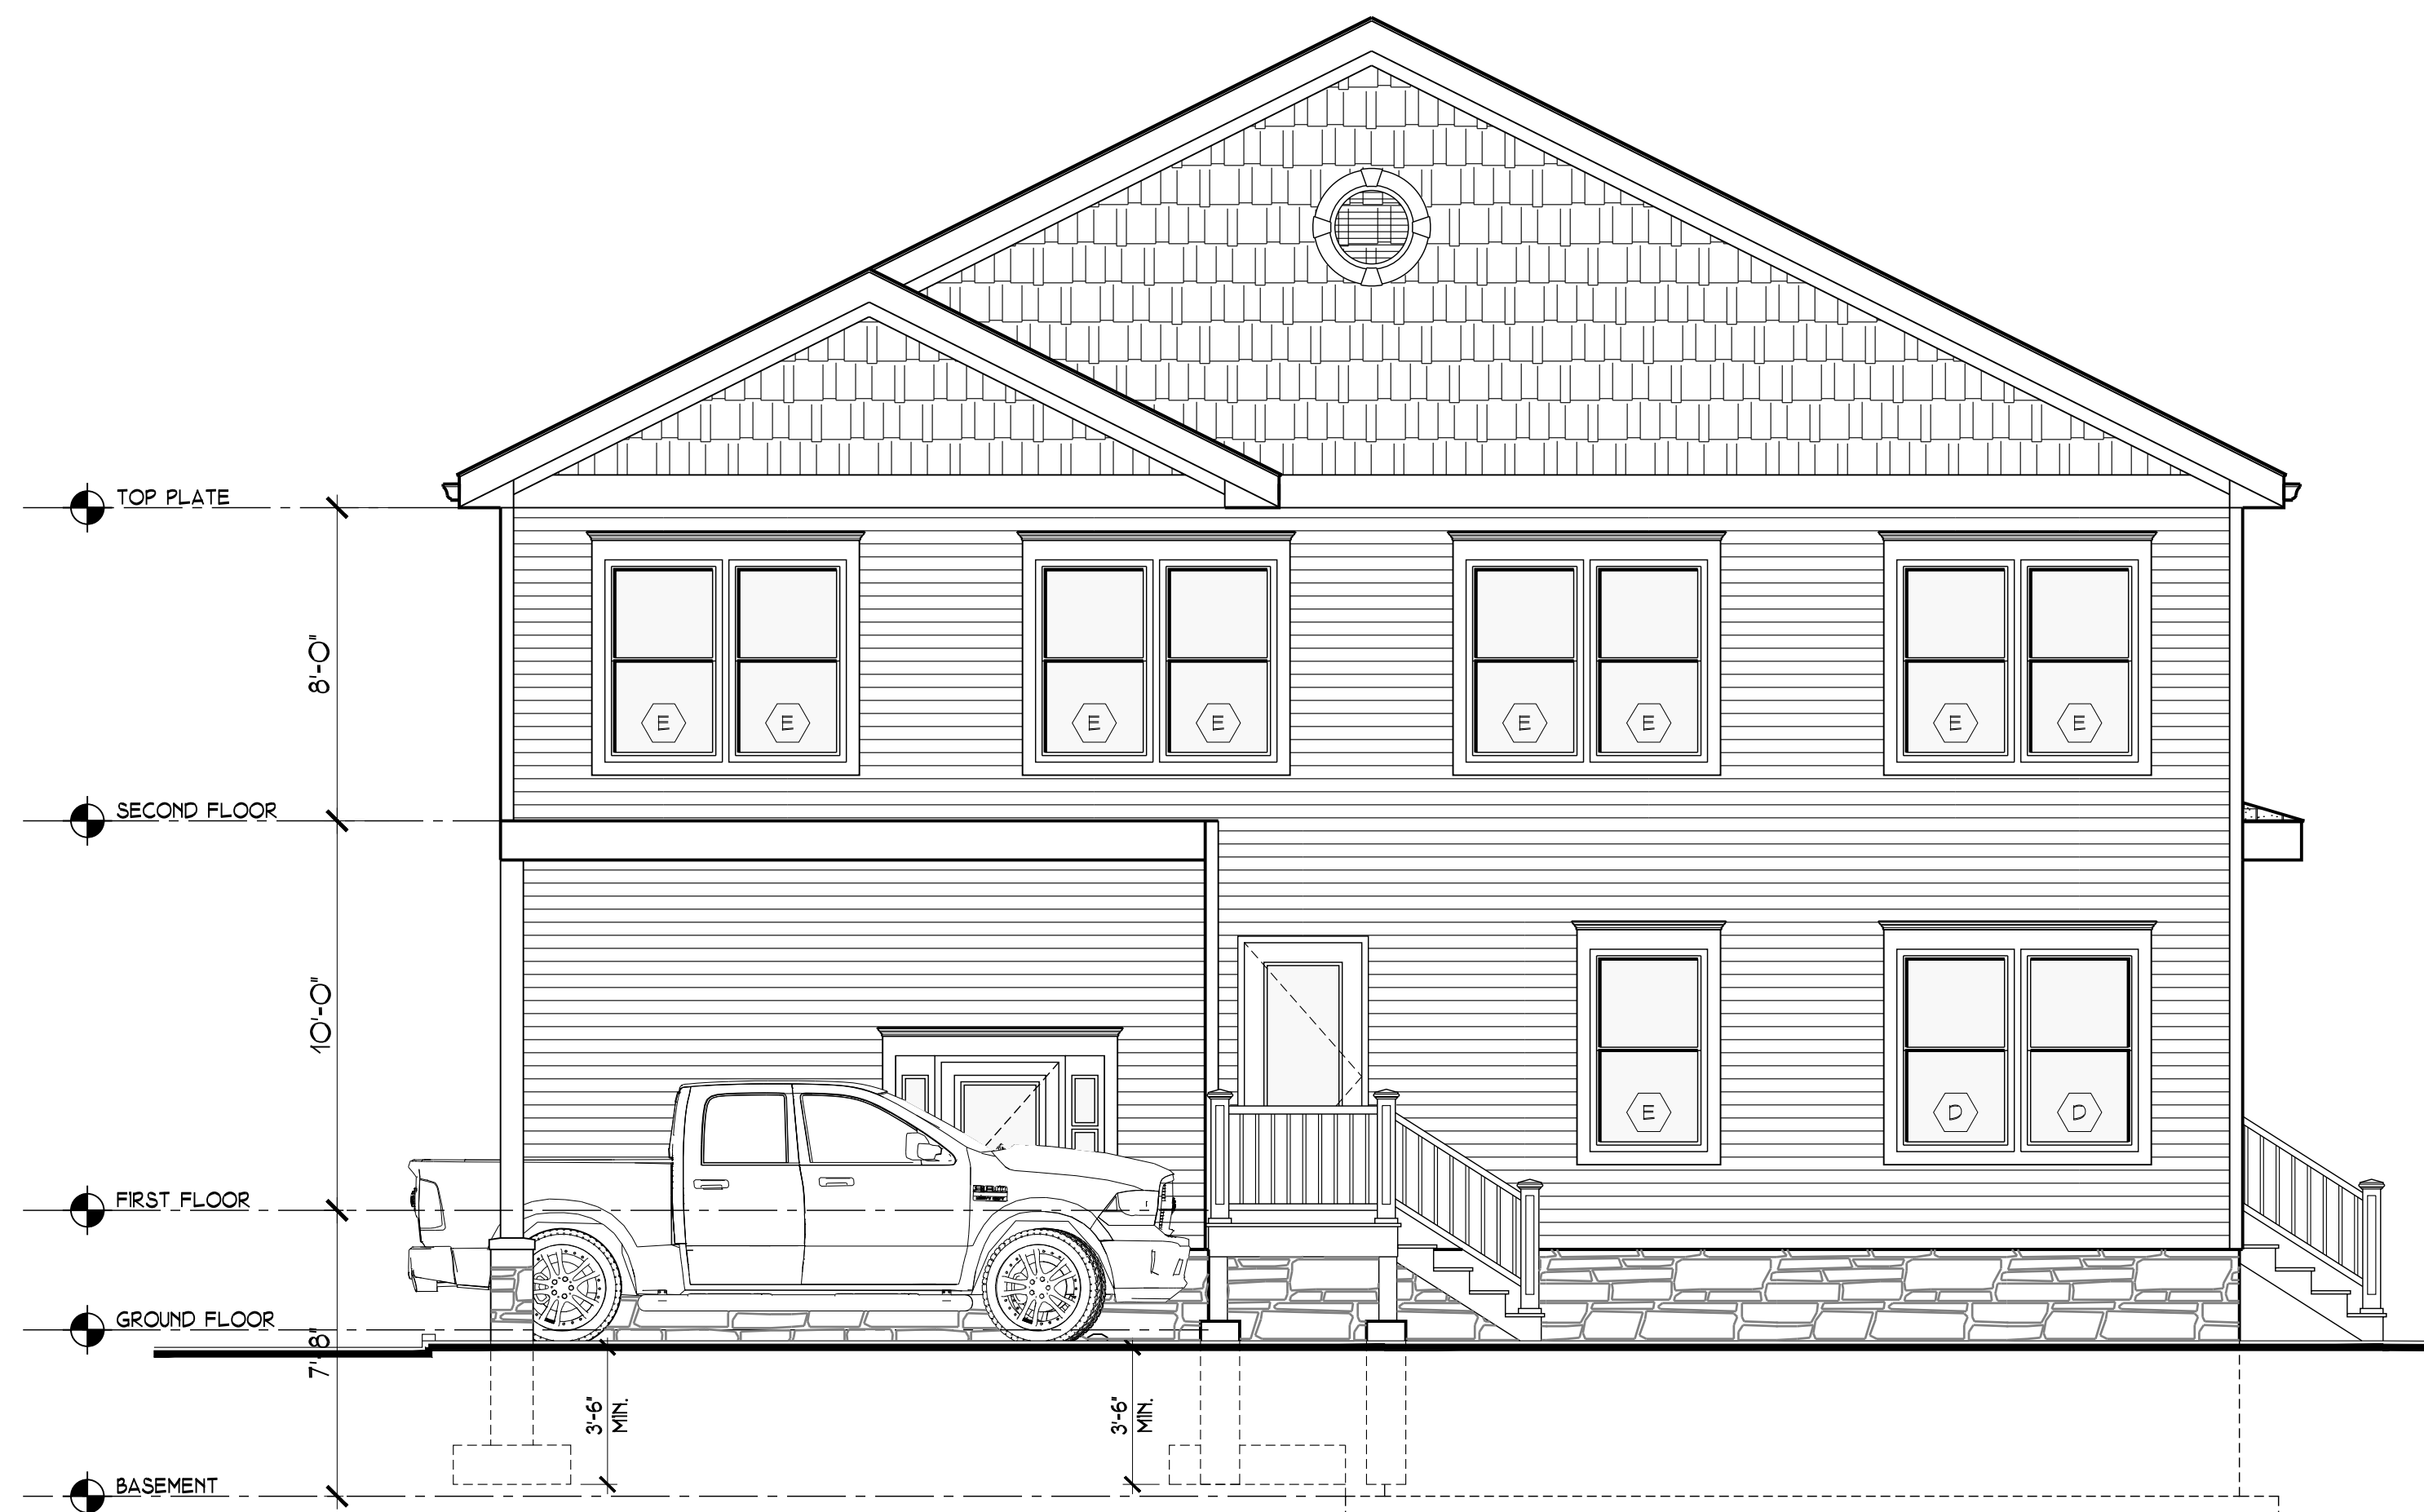 TOP PLATE
8'-0"
E E E E E E E E
SECOND FLOOR
10'-0"
E D D
FIRST FLOOR
GROUND FLOOR
7'-8"
3'-6"
MIN.
3'-6"
MIN.
BASEMENT